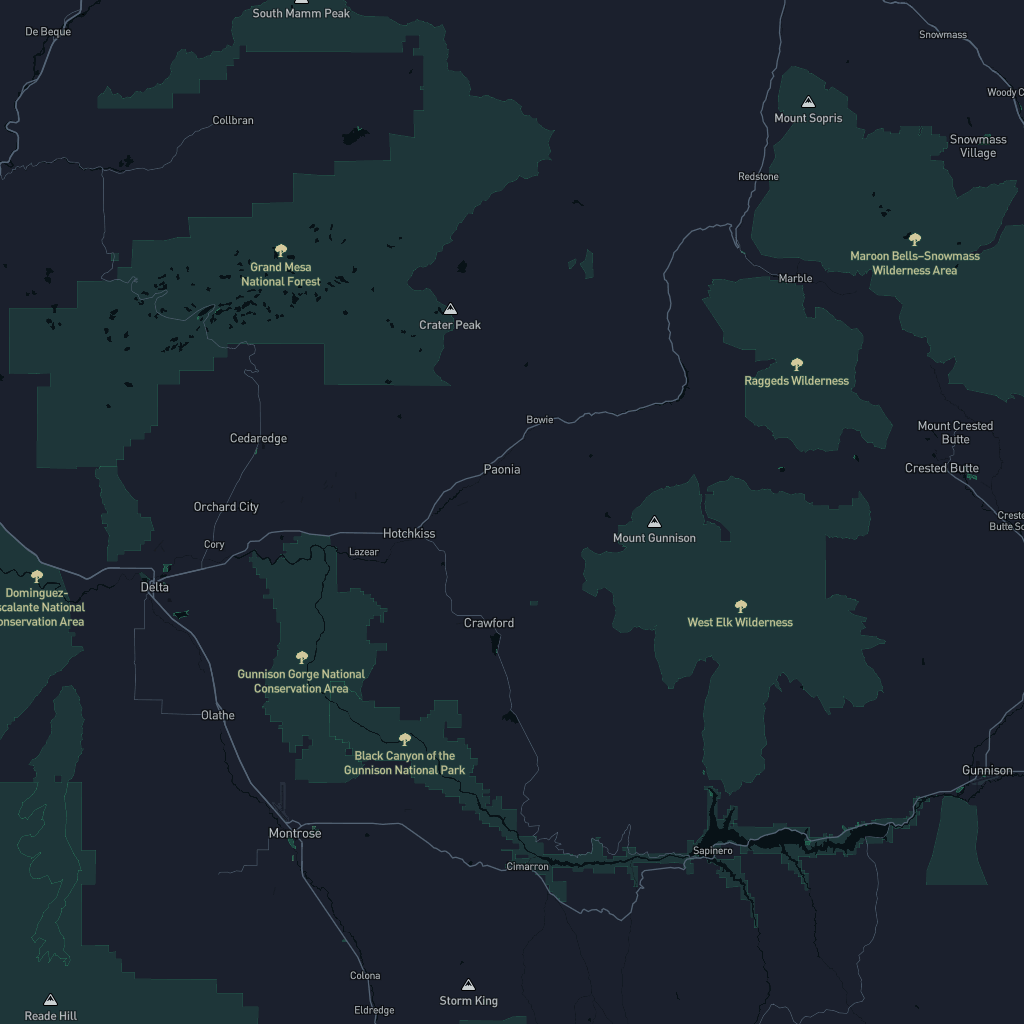 South Mamm Peak
De Beque
Snowmass
Woody C
Mount Sopris
Collbran
Snowmass
Village
Redstone
Maroon Bells–Snowmass
Wilderness Area
Grand Mesa
National Forest
Marble
Crater Peak
Raggeds Wilderness
Bowie
Mount Crested
Butte
Cedaredge
Paonia
Crested Butte
Orchard City
Creste
Butte So
Hotchkiss
Mount Gunnison
Cory
Lazear
Delta
Dominguez-
scalante National
onservation Area
Crawford
West Elk Wilderness
Gunnison Gorge National
Conservation Area
Olathe
Black Canyon of the
Gunnison National Park
Gunnison
Montrose
Sapinero
Cimarron
Colona
Storm King
Eldredge
Reade Hill